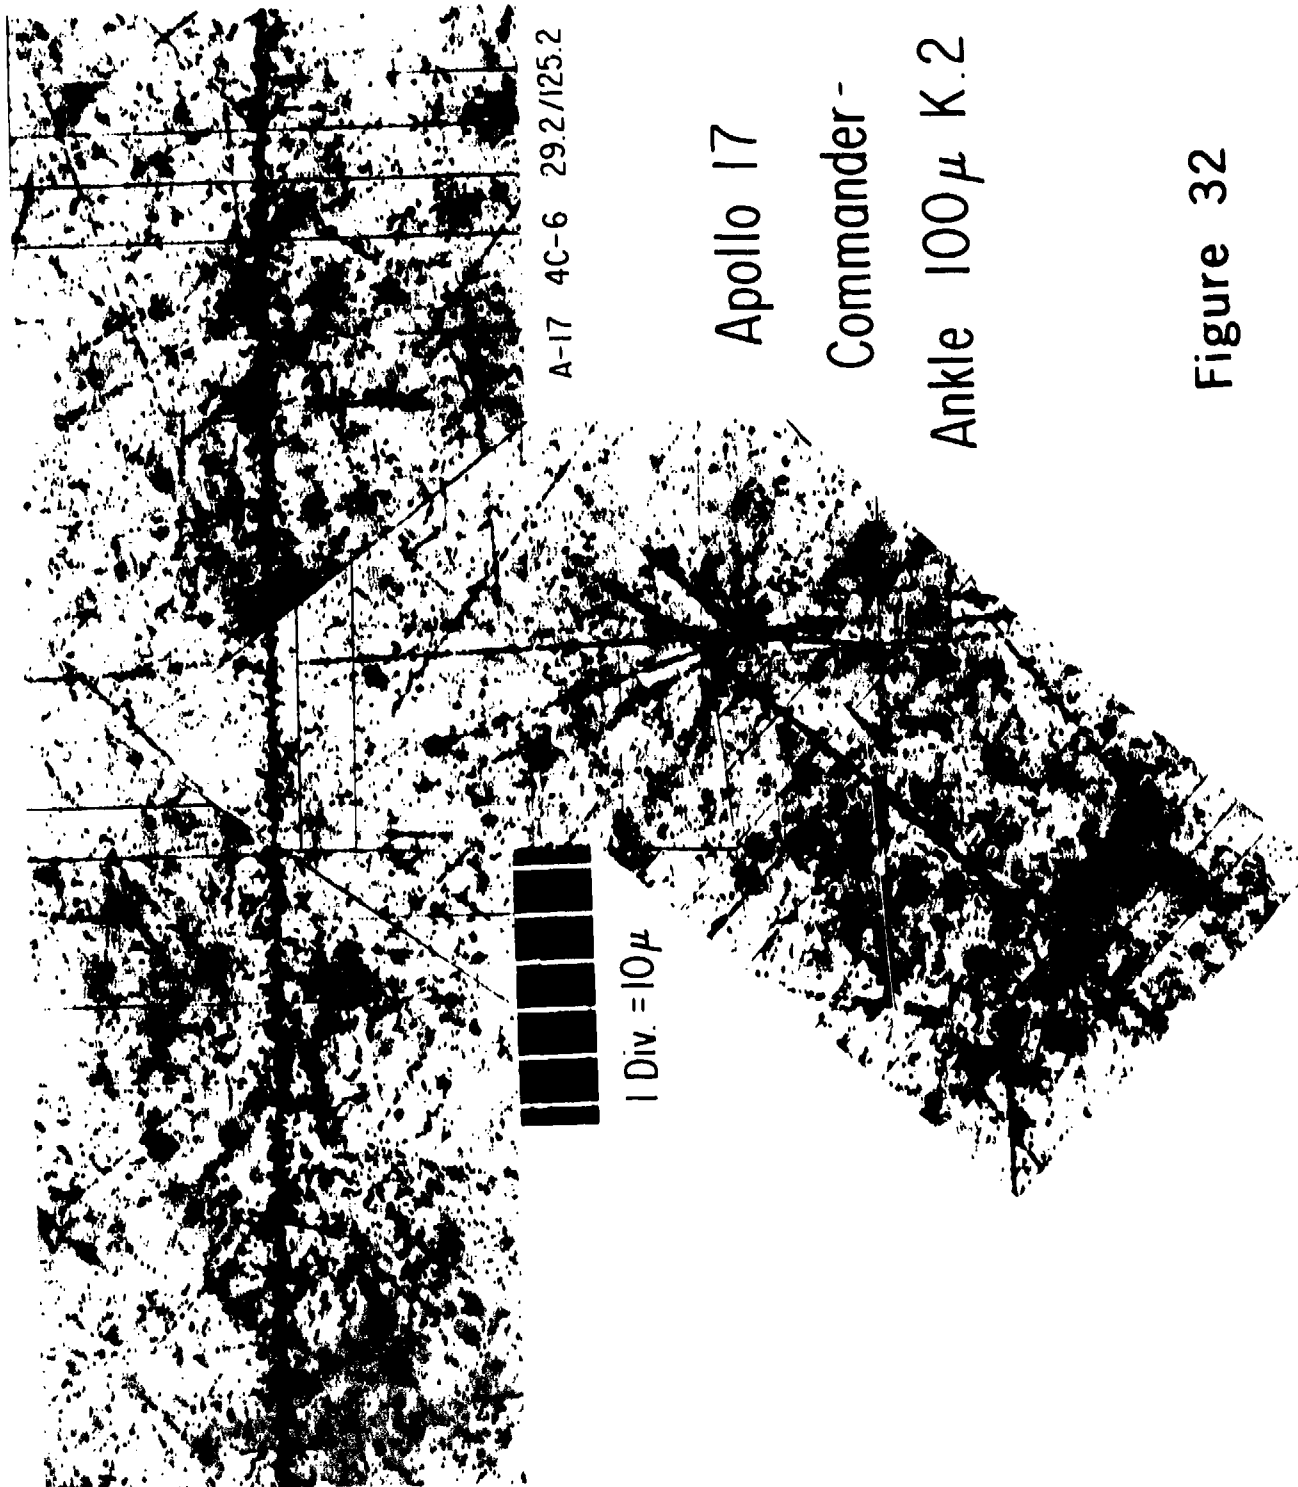 A-17 4C-6 29.2/125.2
1 Div. = 10μ
Apollo 17
Commander-
Ankle 100μ K.2
Figure 32